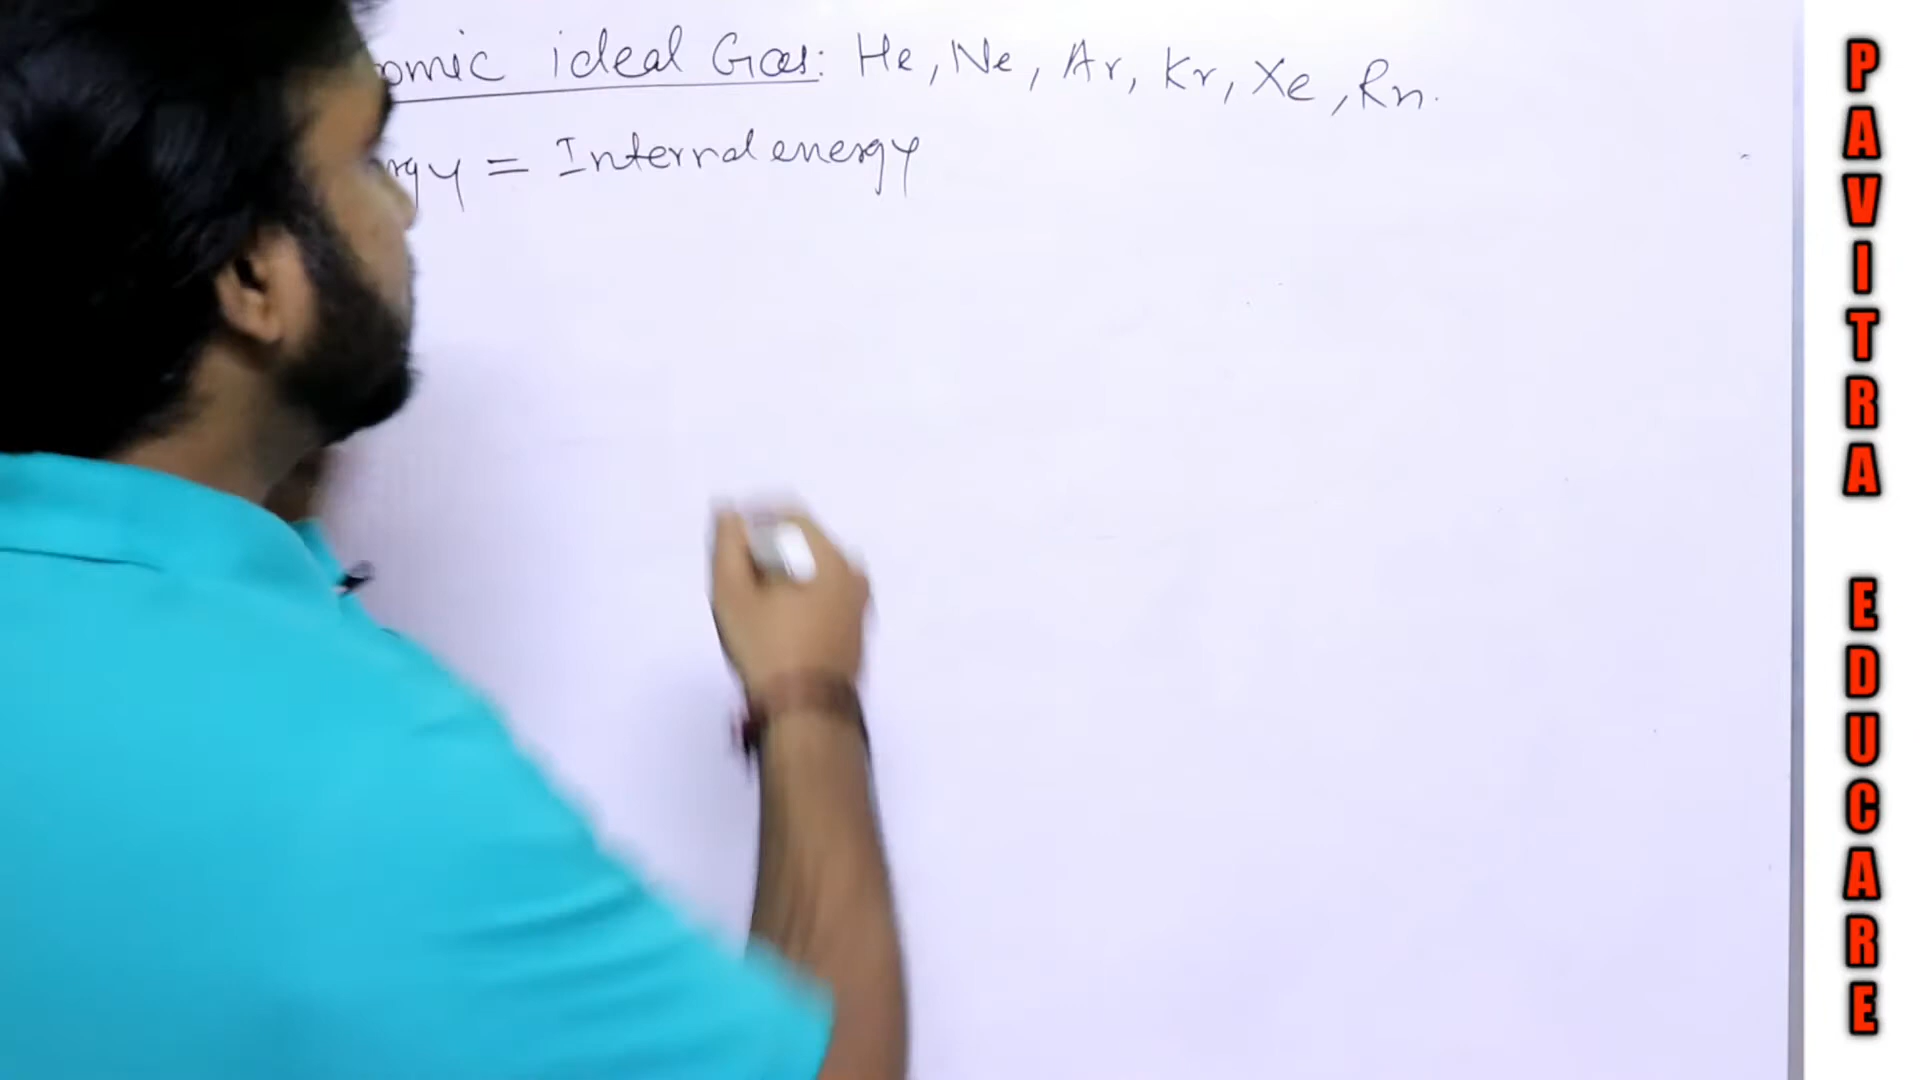 omic ideal Gas: He, Ne, Ar, Kr, Xe, Rn.
rgy = Internal energy
PAVITRA EDUCARE